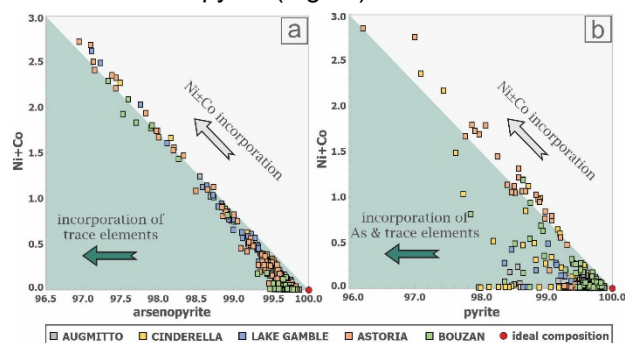 a
3.0
2.5
2.0
1.5
1.0
0.5
0.0
Ni+Co
Ni±Co incorporation
incorporation of
trace elements
96.5 97.0 97.5 98.0 98.5 99.0 99.5 100.0
arsenopyrite
b
3.0
2.5
2.0
1.5
1.0
0.5
0.0
Ni+Co
Ni±Co incorporation
incorporation of
As & trace elements
96.0 97.0 98.0 99.0 100.0
pyrite
AUGMITTO CINDERELLA LAKE GAMBLE ASTORIA BOUZAN ideal composition